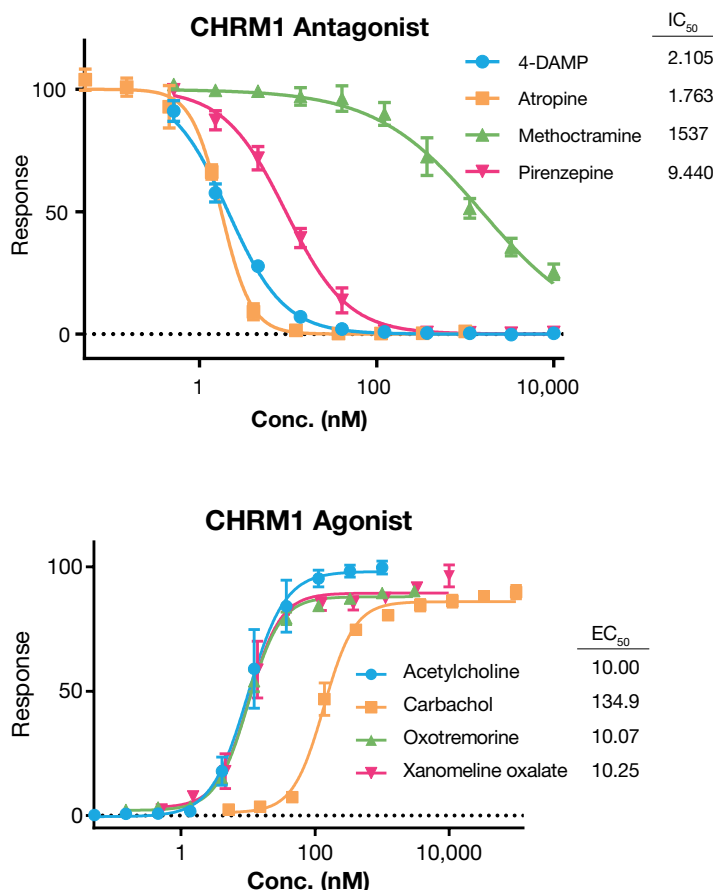 CHRM1 Antagonist
IC50
4-DAMP 2.105
Atropine 1.763
Methoctramine 1537
Pirenzepine 9.440
Response
100
50
0
1 100 10,000
Conc. (nM)
CHRM1 Agonist
EC50
Acetylcholine 10.00
Carbachol 134.9
Oxotremorine 10.07
Xanomeline oxalate 10.25
Response
100
50
0
1 100 10,000
Conc. (nM)